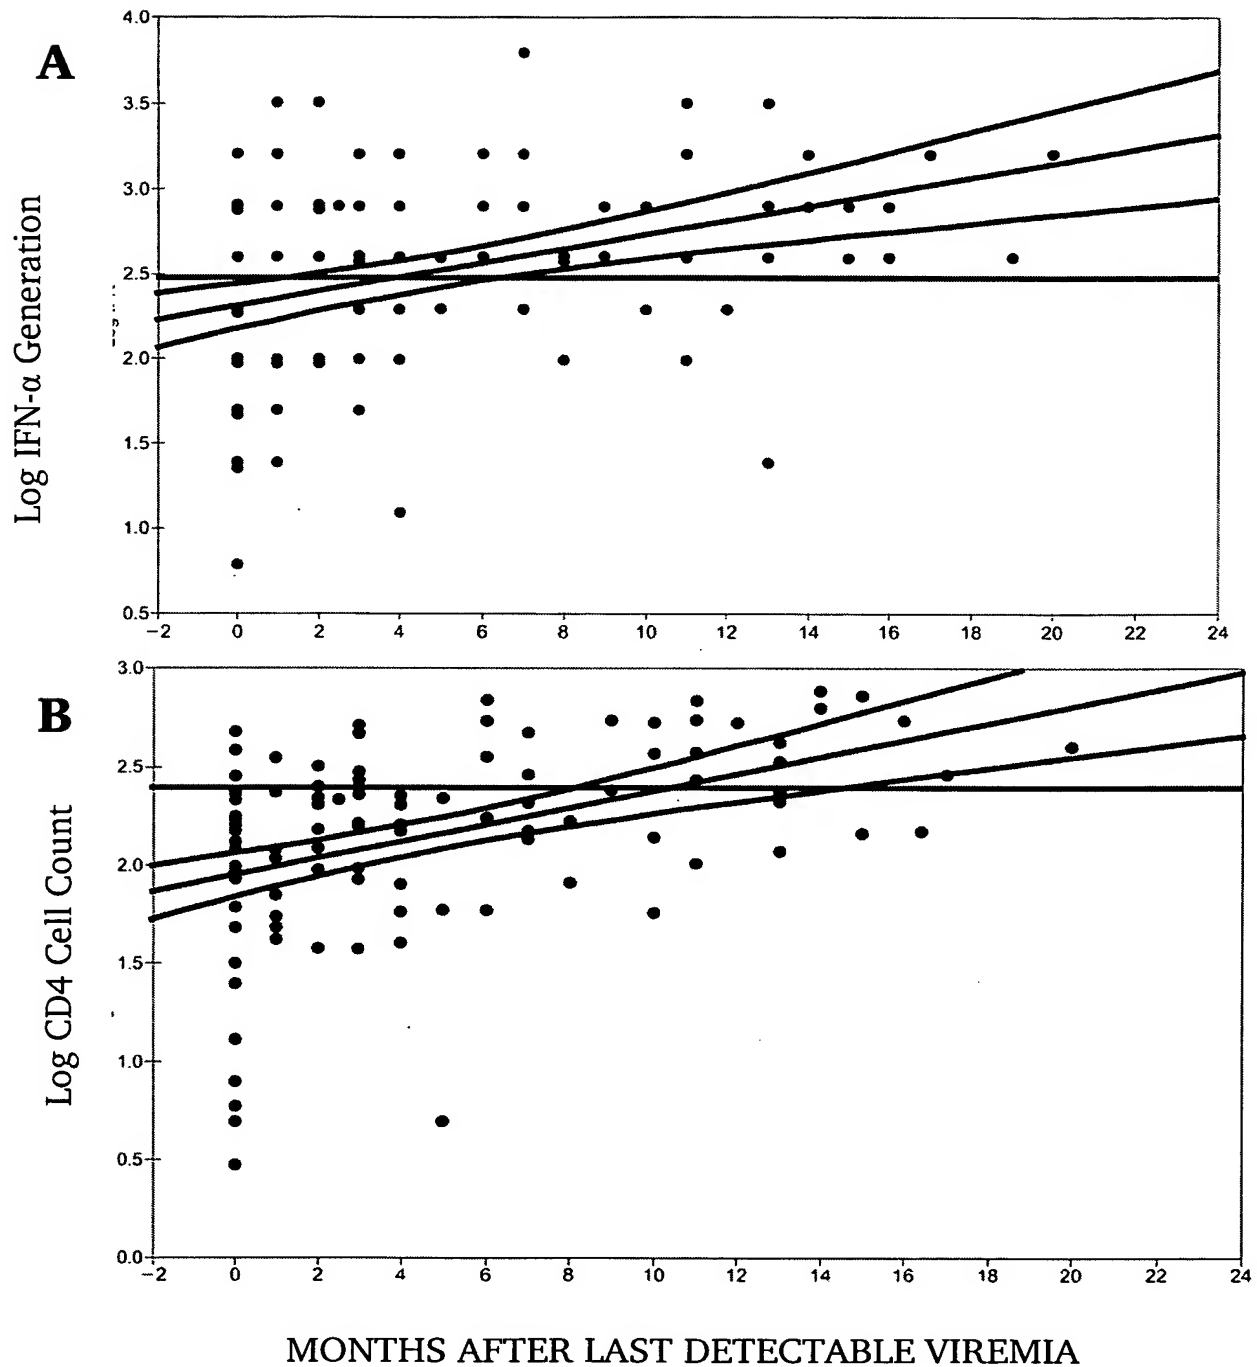 A
Log IFN-α Generation
4.0
3.5
3.0
2.5
2.0
1.5
1.0
0.5
−2 0 2 4 6 8 10 12 14 16 18 20 22 24
B
Log CD4 Cell Count
3.0
2.5
2.0
1.5
1.0
0.5
0.0
−2 0 2 4 6 8 10 12 14 16 18 20 22 24
MONTHS AFTER LAST DETECTABLE VIREMIA